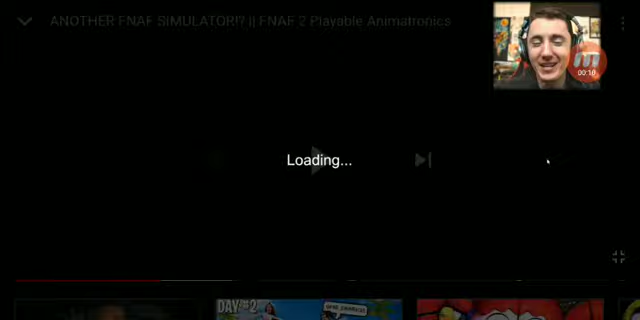 ANOTHER FNAF SIMULATOR!? || FNAF 2 Playable Animatronics
00:10
Loading...
DAY #2